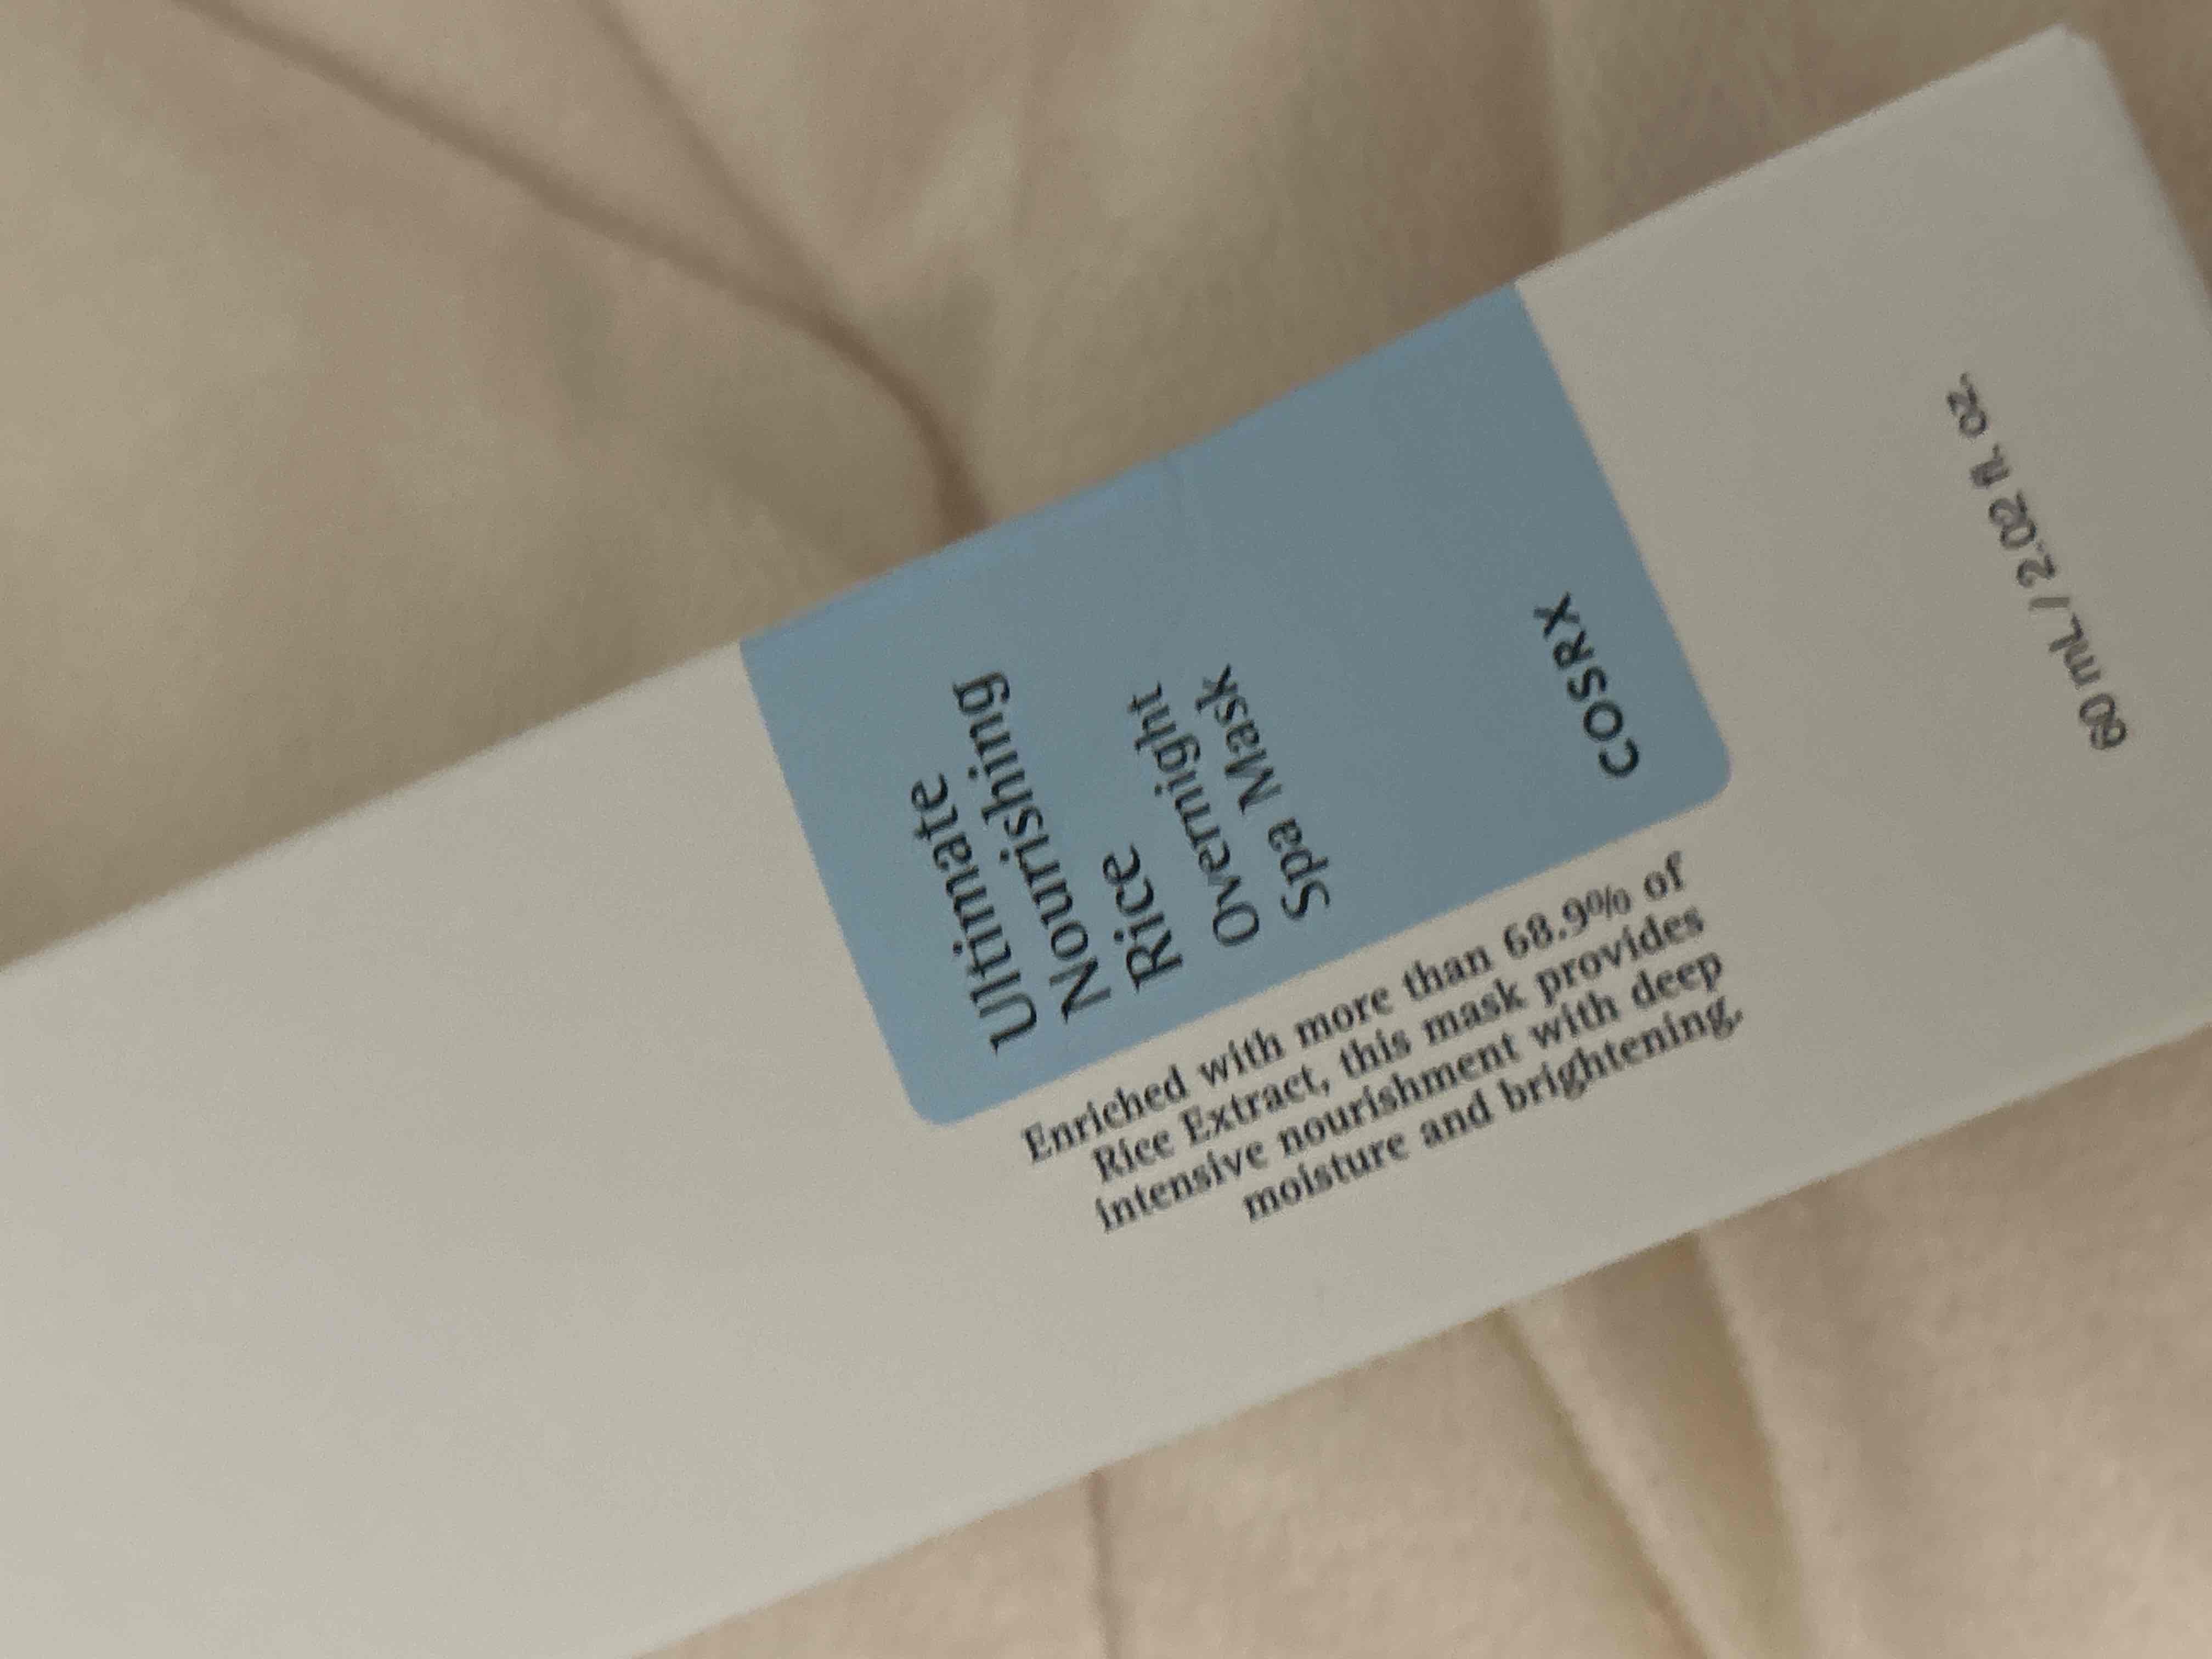 Ultimate
Nourishing
Rice
Overnight
Spa Mask
COSRX
Enriched with more than 68.9% of
Rice Extract, this mask provides
intensive nourishment with deep
moisture and brightening.
60 mL / 2.02 fl. oz.